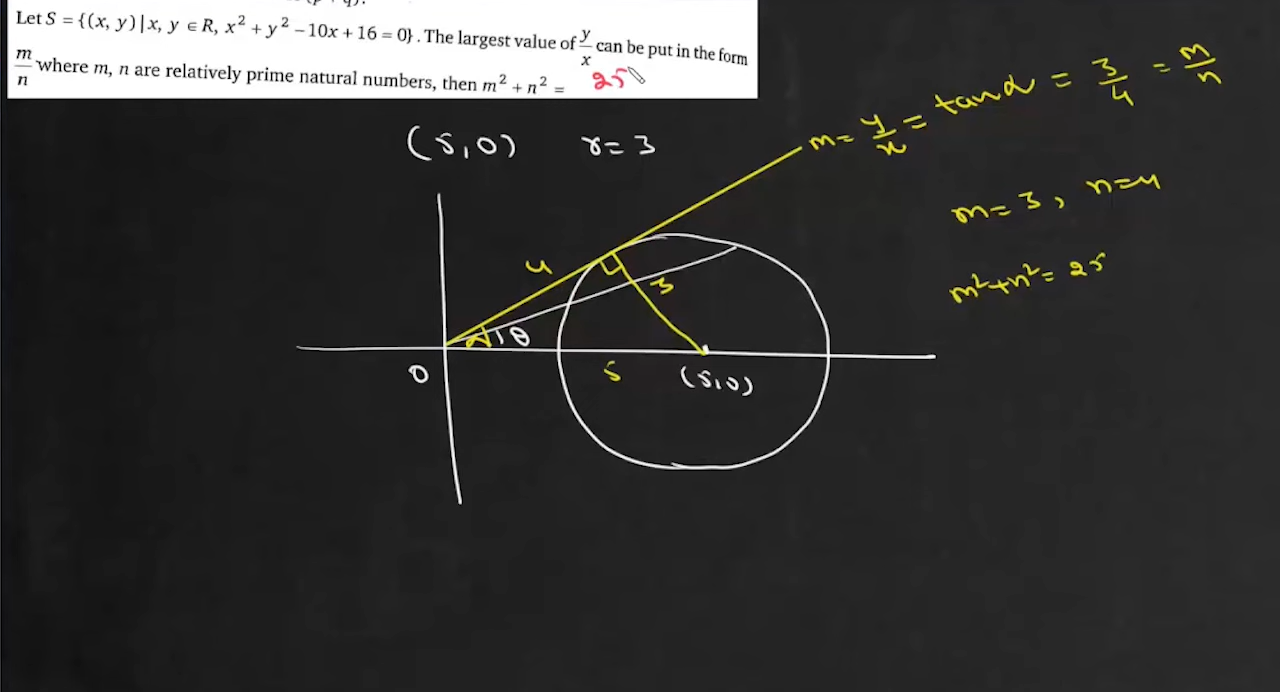 Let S = {(x, y) | x, y ∈ R, x² + y² – 10x + 16 = 0}. The largest value of y/x can be put in the form
m/n where m, n are relatively prime natural numbers, then m² + n² = 25
(5,0) r=3
m = y/x = tanα = 3/4 = m/n
m=3, n=4
m²+n²= 25
4
3
θ
O
5
(5,0)